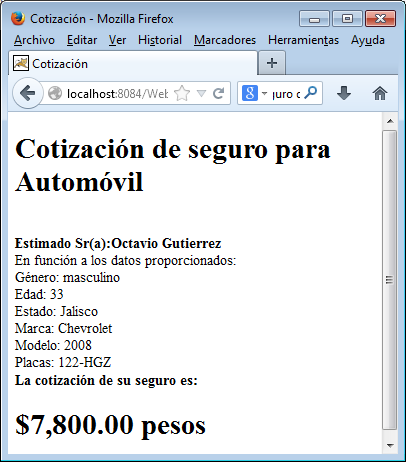 Cotización - Mozilla Firefox
Archivo Editar Ver Historial Marcadores Herramientas Ayuda
Cotización
localhost:8084/Web
Cotización de seguro para
Automóvil
Estimado Sr(a):Octavio Gutierrez
En función a los datos proporcionados:
Género: masculino
Edad: 33
Estado: Jalisco
Marca: Chevrolet
Modelo: 2008
Placas: 122-HGZ
La cotización de su seguro es:
$7,800.00 pesos